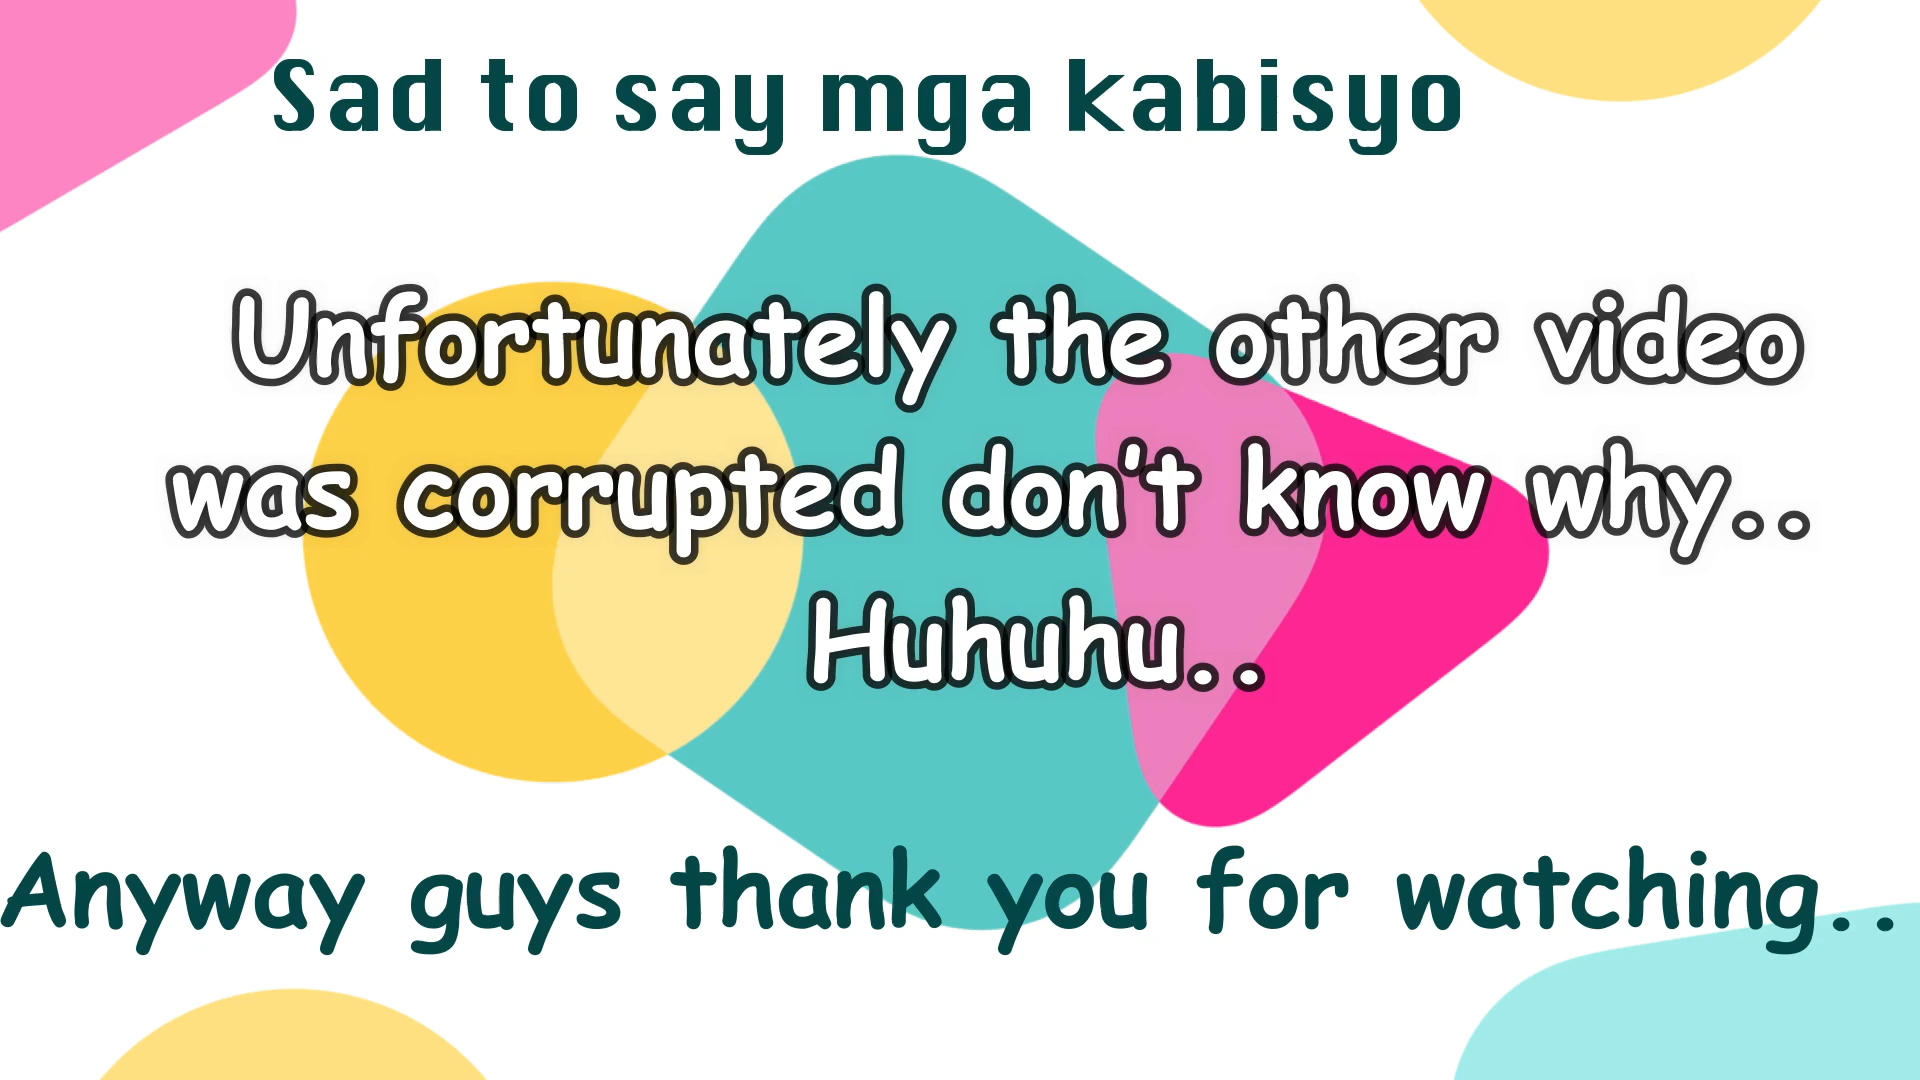 Sad to say mga kabisyo
Unfortunately the other video
was corrupted don't know why..
Huhuhu..
Anyway guys thank you for watching..